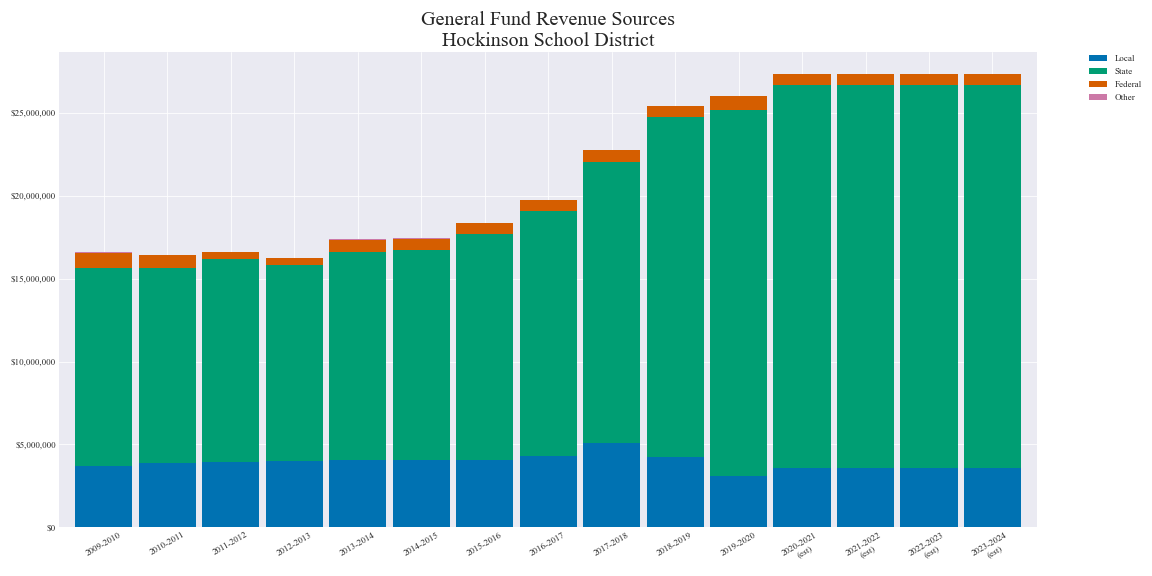 General Fund Revenue Sources
Hockinson School District
Local
State
Federal
Other
$25,000,000
$20,000,000
$15,000,000
$10,000,000
$5,000,000
$0
2009-2010
2010-2011
2011-2012
2012-2013
2013-2014
2014-2015
2015-2016
2016-2017
2017-2018
2018-2019
2019-2020
2020-2021
(est)
2021-2022
(est)
2022-2023
(est)
2023-2024
(est)